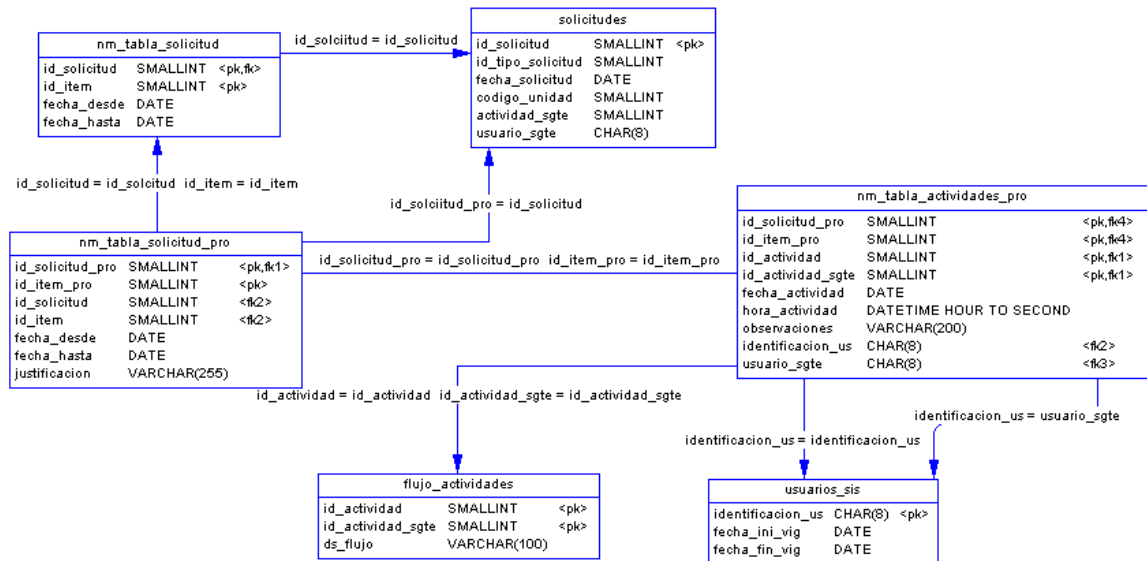 solicitudes
id_solicitud SMALLINT <pk>
id_tipo_solicitud SMALLINT
fecha_solicitud DATE
codigo_unidad SMALLINT
actividad_sgte SMALLINT
usuario_sgte CHAR(8)
id_solciitud = id_solicitud
nm_tabla_solicitud
id_solicitud SMALLINT <pk,fk>
id_item SMALLINT <pk>
fecha_desde DATE
fecha_hasta DATE
id_solicitud = id_solcitud id_item = id_item
id_solciitud_pro = id_solicitud
nm_tabla_solicitud_pro
id_solicitud_pro SMALLINT <pk,fk1>
id_item_pro SMALLINT <pk>
id_solicitud SMALLINT <fk2>
id_item SMALLINT <fk2>
fecha_desde DATE
fecha_hasta DATE
justificacion VARCHAR(255)
id_solicitud_pro = id_solicitud_pro id_item_pro = id_item_pro
nm_tabla_actividades_pro
id_solicitud_pro SMALLINT <pk,fk4>
id_item_pro SMALLINT <pk,fk4>
id_actividad SMALLINT <pk,fk1>
id_actividad_sgte SMALLINT <pk,fk1>
fecha_actividad DATE
hora_actividad DATETIME HOUR TO SECOND
observaciones VARCHAR(200)
identificacion_us CHAR(8) <fk2>
usuario_sgte CHAR(8) <fk3>
id_actividad = id_actividad id_actividad_sgte = id_actividad_sgte
identificacion_us = usuario_sgte
identificacion_us = identificacion_us
flujo_actividades
id_actividad SMALLINT <pk>
id_actividad_sgte SMALLINT <pk>
ds_flujo VARCHAR(100)
usuarios_sis
identificacion_us CHAR(8) <pk>
fecha_ini_vig DATE
fecha_fin_vig DATE